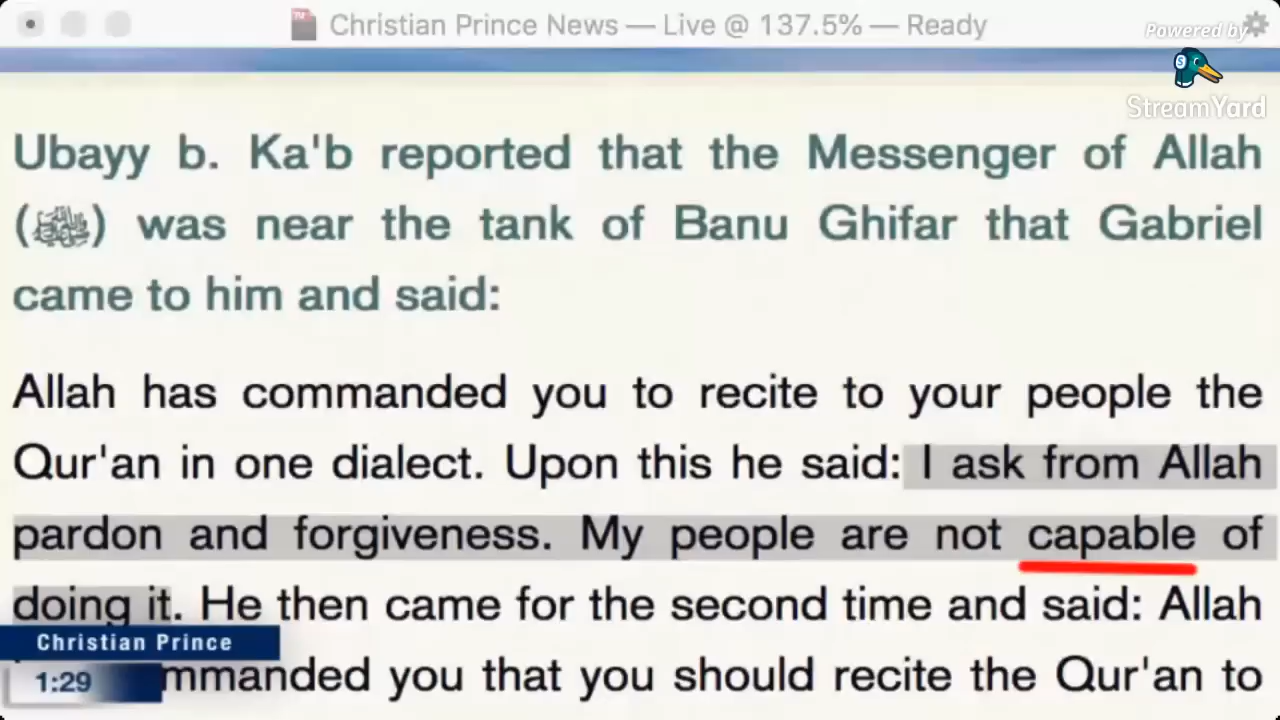 Christian Prince News — Live @ 137.5% — Ready
Powered by
StreamYard
Ubayy b. Ka'b reported that the Messenger of Allah
(ﷺ) was near the tank of Banu Ghifar that Gabriel
came to him and said:
Allah has commanded you to recite to your people the
Qur'an in one dialect. Upon this he said: I ask from Allah
pardon and forgiveness. My people are not capable of
doing it. He then came for the second time and said: Allah
mmanded you that you should recite the Qur'an to
Christian Prince
1:29